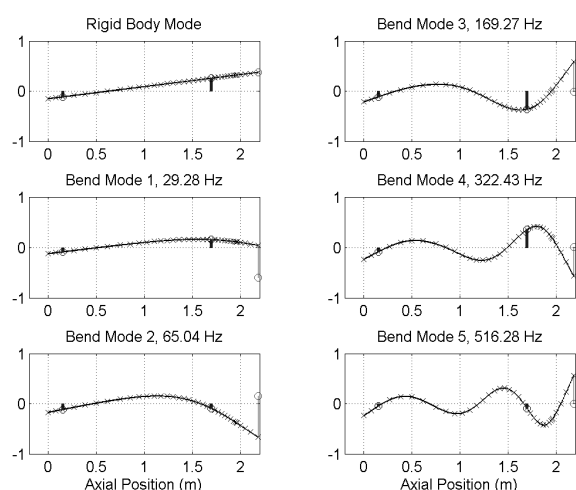 Rigid Body Mode
1
0
-1
0 0.5 1 1.5 2
Bend Mode 1, 29.28 Hz
1
0
-1
0 0.5 1 1.5 2
Bend Mode 2, 65.04 Hz
1
0
-1
0 0.5 1 1.5 2
Axial Position (m)
Bend Mode 3, 169.27 Hz
1
0
-1
0 0.5 1 1.5 2
Bend Mode 4, 322.43 Hz
1
0
-1
0 0.5 1 1.5 2
Bend Mode 5, 516.28 Hz
1
0
-1
0 0.5 1 1.5 2
Axial Position (m)